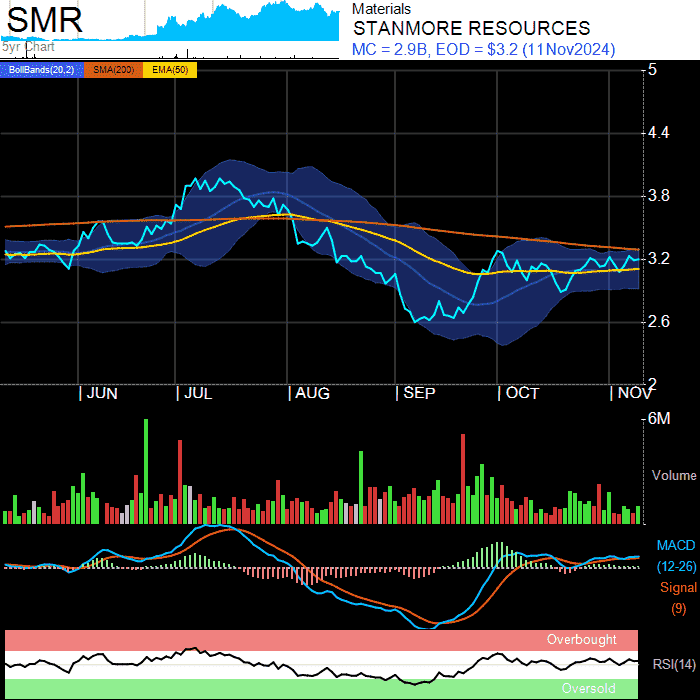 SMR
5yr Chart
Materials
STANMORE RESOURCES
MC = 2.9B, EOD = $3.2 (11Nov2024)
BollBands(20,2) SMA(200) EMA(50)
5
4.4
3.8
3.2
2.6
2
| JUN | JUL | AUG | SEP | OCT | NOV
6M
Volume
MACD
(12-26)
Signal
(9)
Overbought
RSI(14)
Oversold